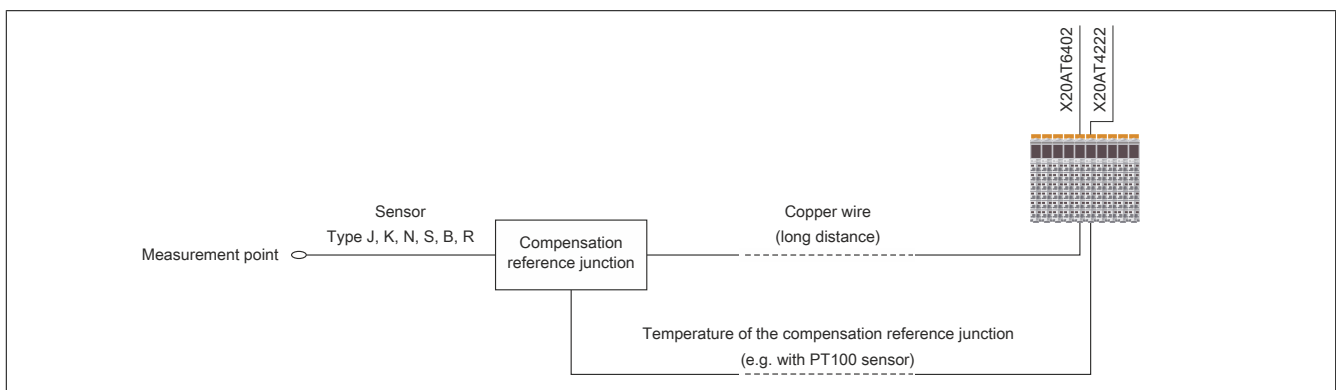 X20AT6402
X20AT4222
Sensor
Type J, K, N, S, B, R
Copper wire
(long distance)
Measurement point
Compensation
reference junction
Temperature of the compensation reference junction
(e.g. with PT100 sensor)